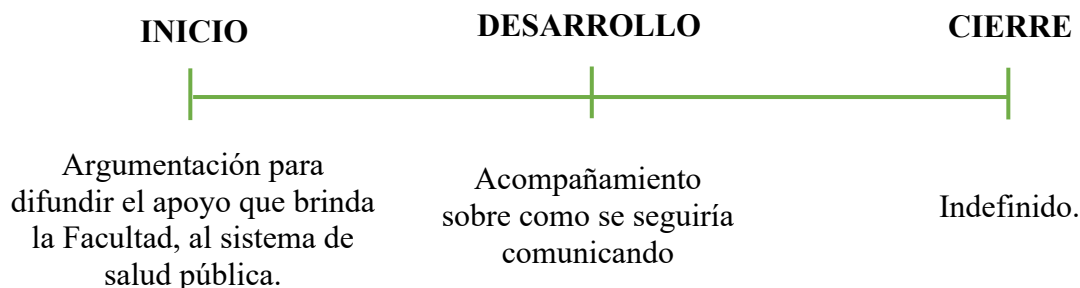 INICIO
DESARROLLO
CIERRE
Argumentación para
difundir el apoyo que brinda
la Facultad, al sistema de
salud pública.
Acompañamiento
sobre como se seguiría
comunicando
Indefinido.